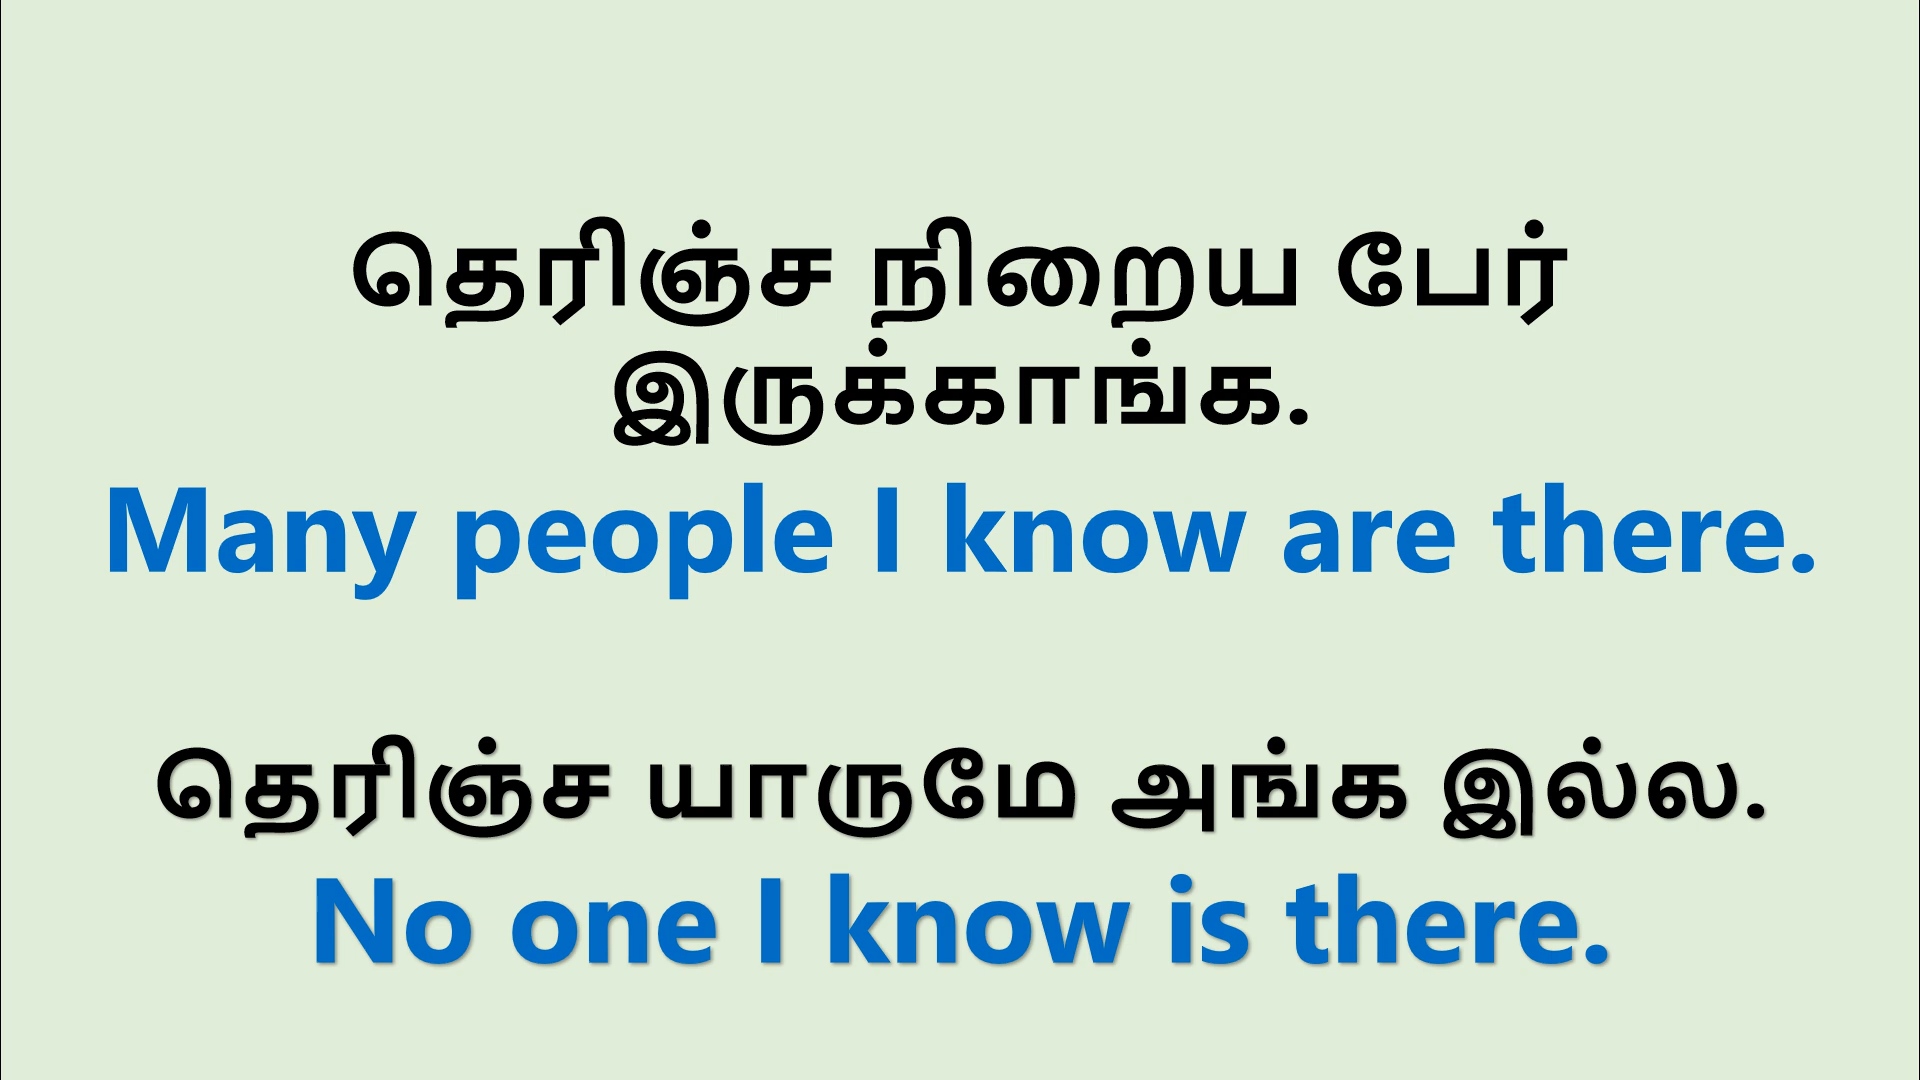 தெரிஞ்ச நிறைய பேர்
இருக்காங்க.
Many people I know are there.
தெரிஞ்ச யாருமே அங்க இல்ல.
No one I know is there.